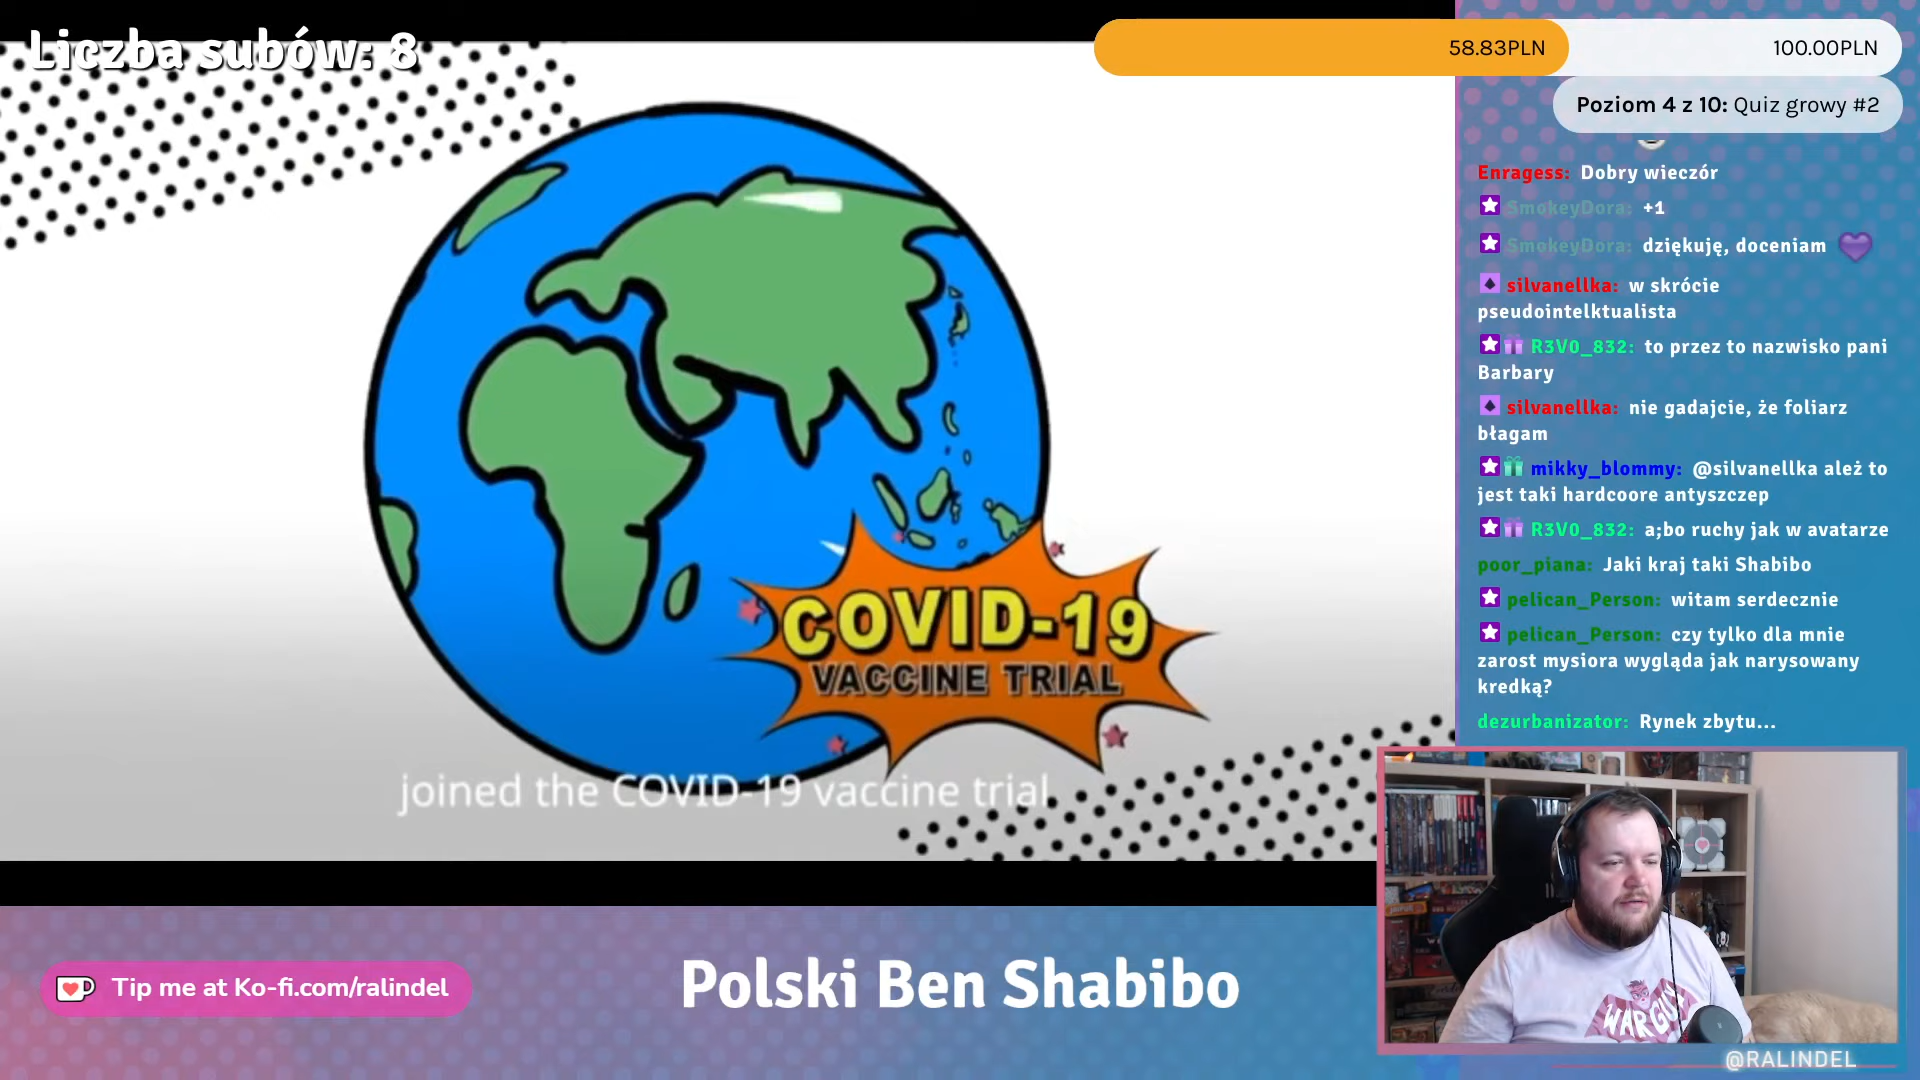 Liczba subów: 8
58.83PLN
100.00PLN
Poziom 4 z 10: Quiz growy #2
Enragess: Dobry wieczór
SmokeyDora: +1
SmokeyDora: dziękuję, doceniam
silvanellka: w skrócie
pseudointelktualista
R3V0_832: to przez to nazwisko pani
Barbary
silvanellka: nie gadajcie, że foliarz
błagam
mikky_blommy: @silvanellka ależ to
jest taki hardcoore antyszczep
R3V0_832: a;bo ruchy jak w avatarze
poor_piana: Jaki kraj taki Shabibo
pelican_Person: witam serdecznie
pelican_Person: czy tylko dla mnie
zarost mysiora wygląda jak narysowany
kredką?
dezurbanizator: Rynek zbytu...
COVID-19
VACCINE TRIAL
joined the COVID-19 vaccine trial
Tip me at Ko-fi.com/ralindel
Polski Ben Shabibo
@RALINDEL